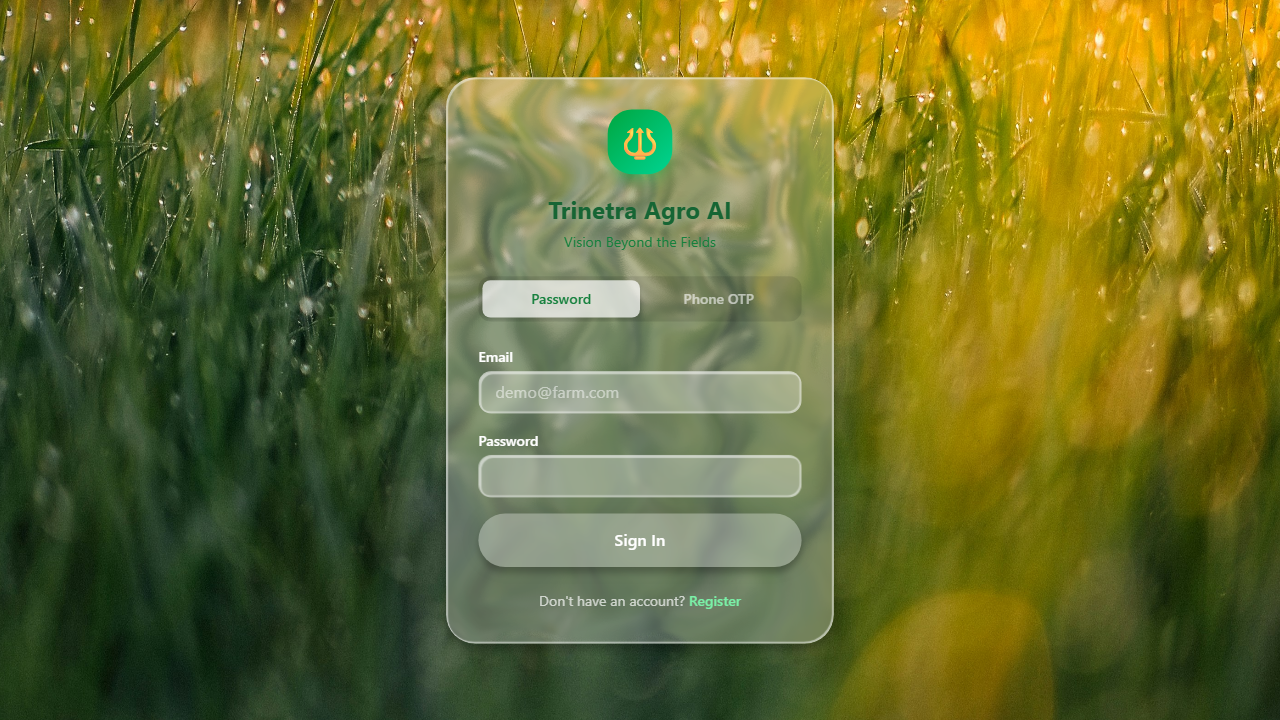 Trinetra Agro AI
Vision Beyond the Fields
Password
Phone OTP
Email
demo@farm.com
Password
Sign In
Don't have an account? Register